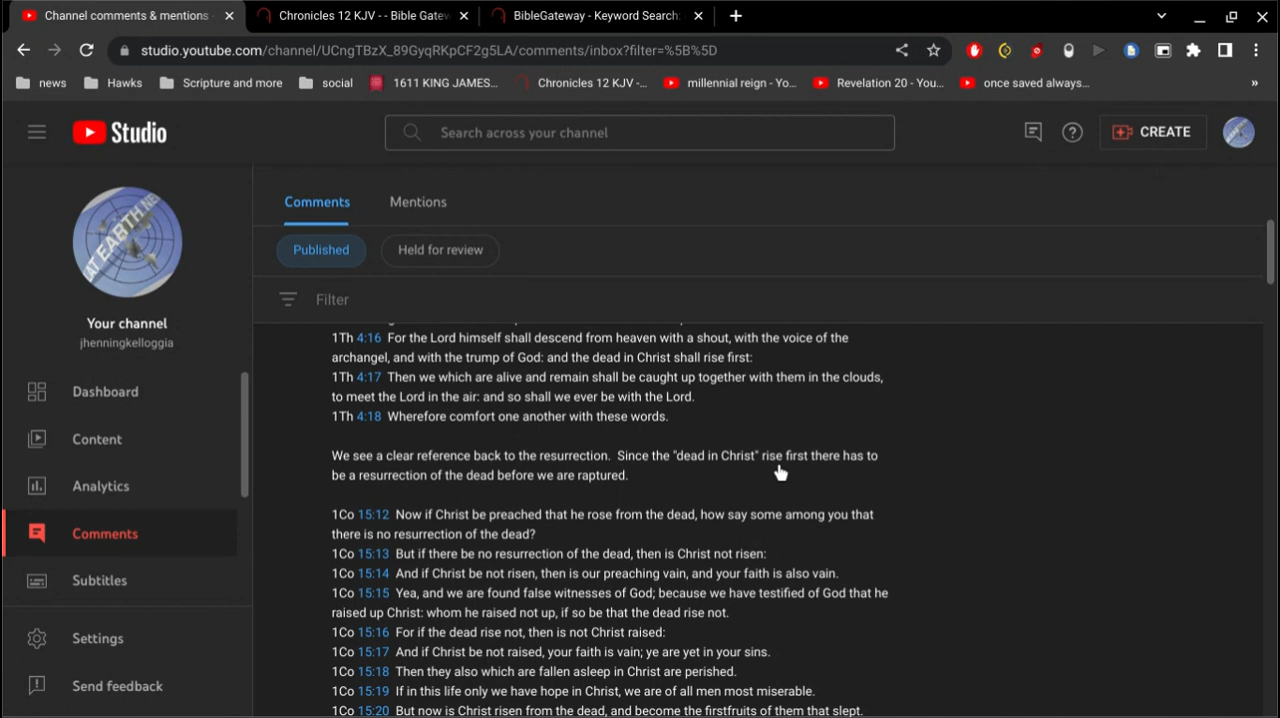 Channel comments & mentions
Chronicles 12 KJV - - Bible Gatew
BibleGateway - Keyword Search:
studio.youtube.com/channel/UCngTBzX_89GyqRKpCF2g5LA/comments/inbox?filter=%5B%5D
news
Hawks
Scripture and more
social
1611 KING JAMES...
Chronicles 12 KJV -...
millennial reign - Yo...
Revelation 20 - You...
once saved always...
»
Studio
Search across your channel
CREATE
AT EARTH NE
Your channel
jhenningkelloggia
Dashboard
Content
Analytics
Comments
Subtitles
Settings
Send feedback
Comments
Mentions
Published
Held for review
Filter
1Th 4:16 For the Lord himself shall descend from heaven with a shout, with the voice of the
archangel, and with the trump of God: and the dead in Christ shall rise first:
1Th 4:17 Then we which are alive and remain shall be caught up together with them in the clouds,
to meet the Lord in the air: and so shall we ever be with the Lord.
1Th 4:18 Wherefore comfort one another with these words.
We see a clear reference back to the resurrection. Since the "dead in Christ" rise first there has to
be a resurrection of the dead before we are raptured.
1Co 15:12 Now if Christ be preached that he rose from the dead, how say some among you that
there is no resurrection of the dead?
1Co 15:13 But if there be no resurrection of the dead, then is Christ not risen:
1Co 15:14 And if Christ be not risen, then is our preaching vain, and your faith is also vain.
1Co 15:15 Yea, and we are found false witnesses of God; because we have testified of God that he
raised up Christ: whom he raised not up, if so be that the dead rise not.
1Co 15:16 For if the dead rise not, then is not Christ raised:
1Co 15:17 And if Christ be not raised, your faith is vain; ye are yet in your sins.
1Co 15:18 Then they also which are fallen asleep in Christ are perished.
1Co 15:19 If in this life only we have hope in Christ, we are of all men most miserable.
1Co 15:20 But now is Christ risen from the dead, and become the firstfruits of them that slept.